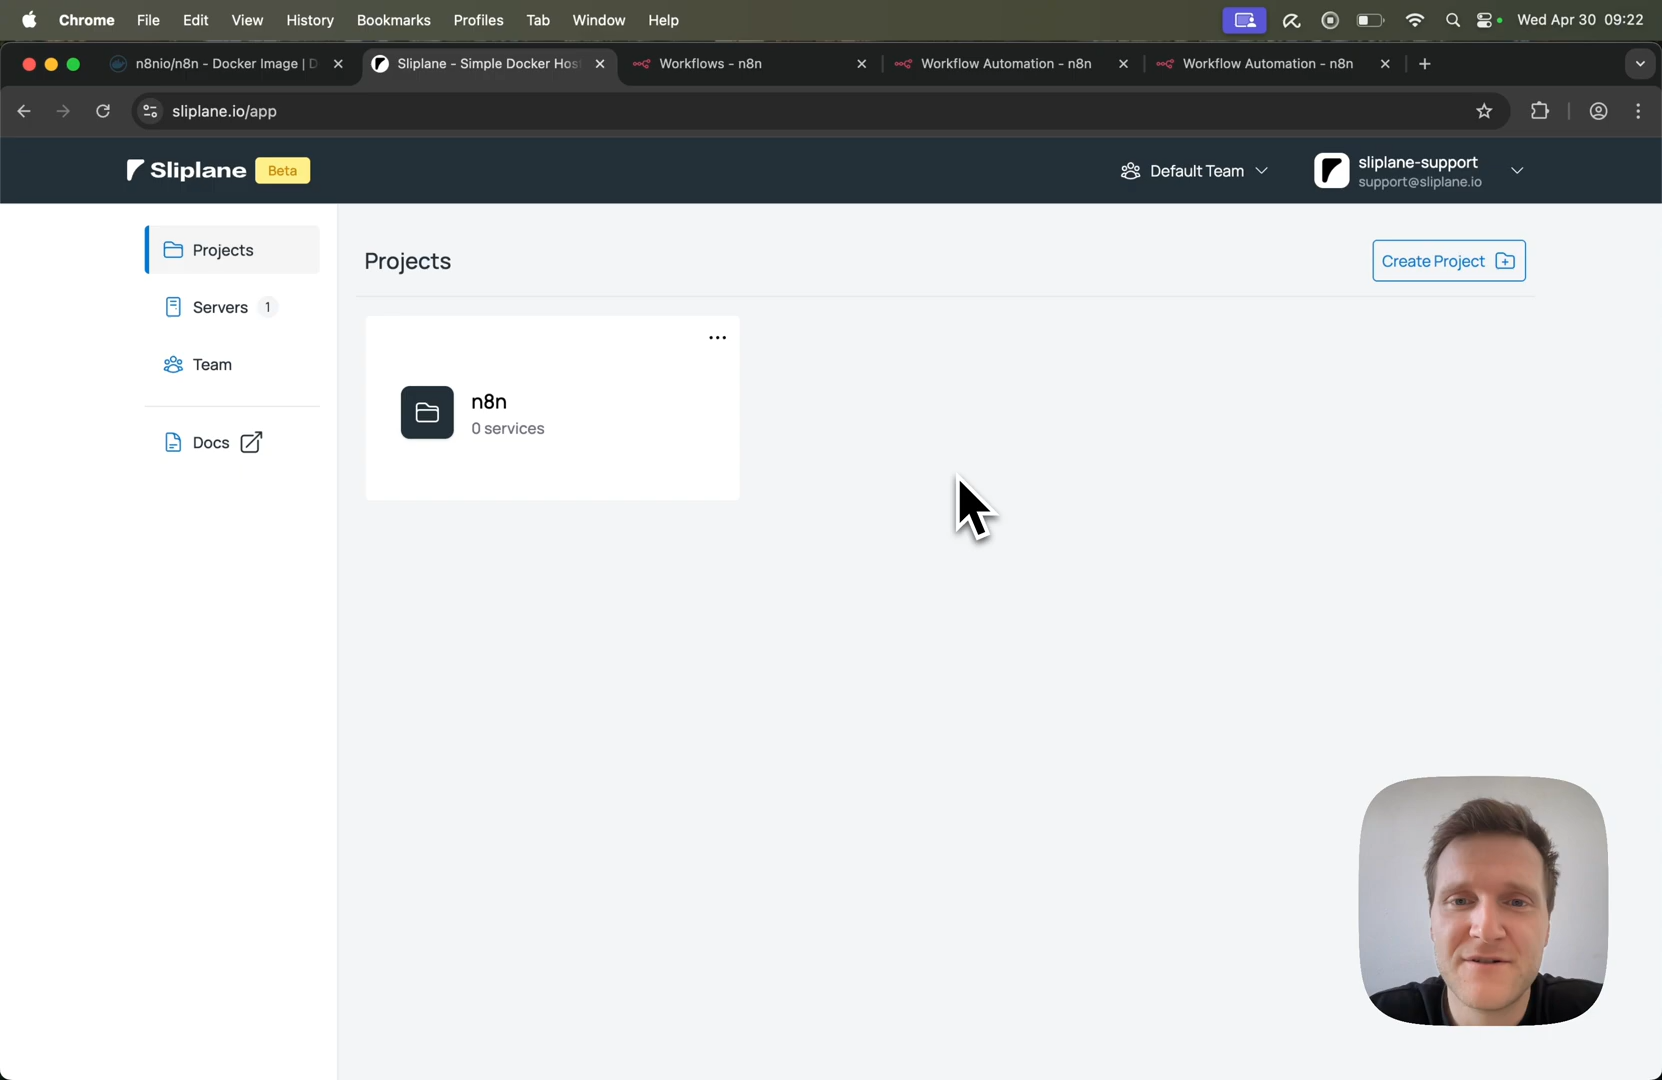 Chrome File Edit View History Bookmarks Profiles Tab Window Help Wed Apr 30 09:22
n8nio/n8n - Docker Image | D Sliplane - Simple Docker Hos Workflows - n8n Workflow Automation - n8n Workflow Automation - n8n
sliplane.io/app
Sliplane Beta Default Team sliplane-support
support@sliplane.io
Projects
Servers 1
Team
Docs
Projects Create Project
n8n
0 services